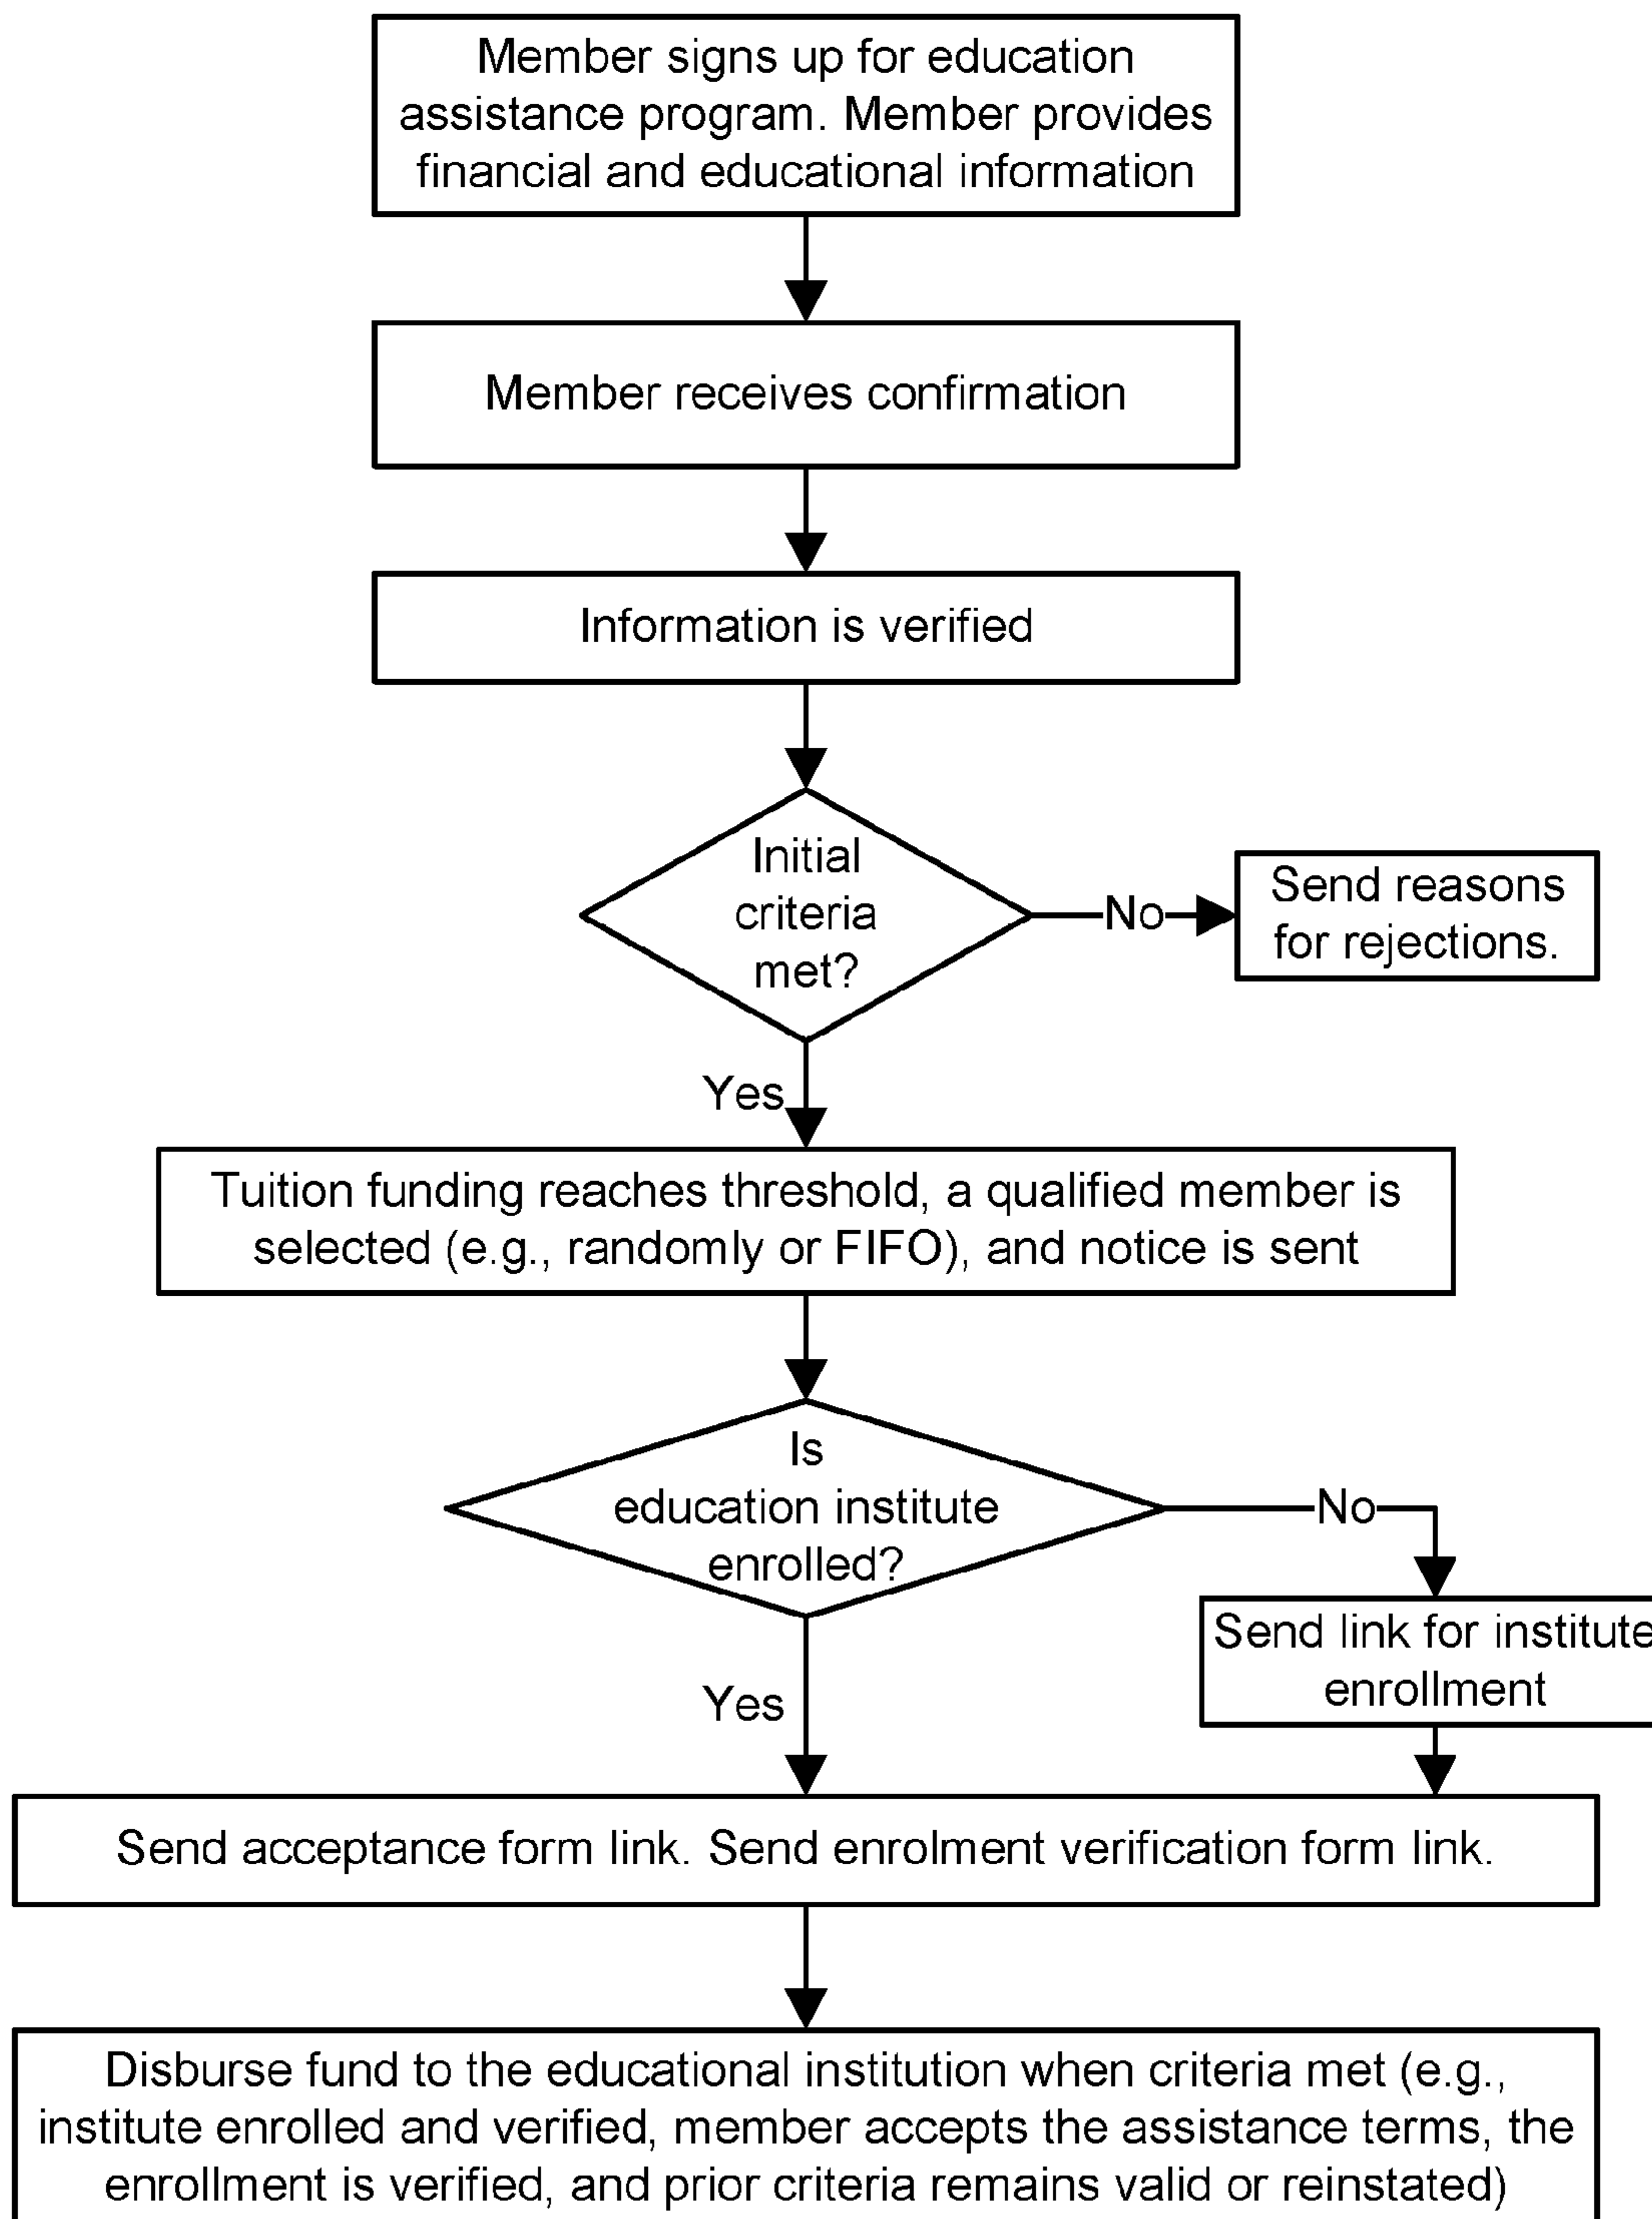 Member signs up for education
assistance program. Member provides
financial and educational information
Member receives confirmation
Information is verified
Initial
criteria
met?
No
Send reasons
for rejections.
Yes
Tuition funding reaches threshold, a qualified member is
selected (e.g., randomly or FIFO), and notice is sent
Is
education institute
enrolled?
No
Send link for institute
enrollment
Yes
Send acceptance form link. Send enrolment verification form link.
Disburse fund to the educational institution when criteria met (e.g.,
institute enrolled and verified, member accepts the assistance terms, the
enrollment is verified, and prior criteria remains valid or reinstated)